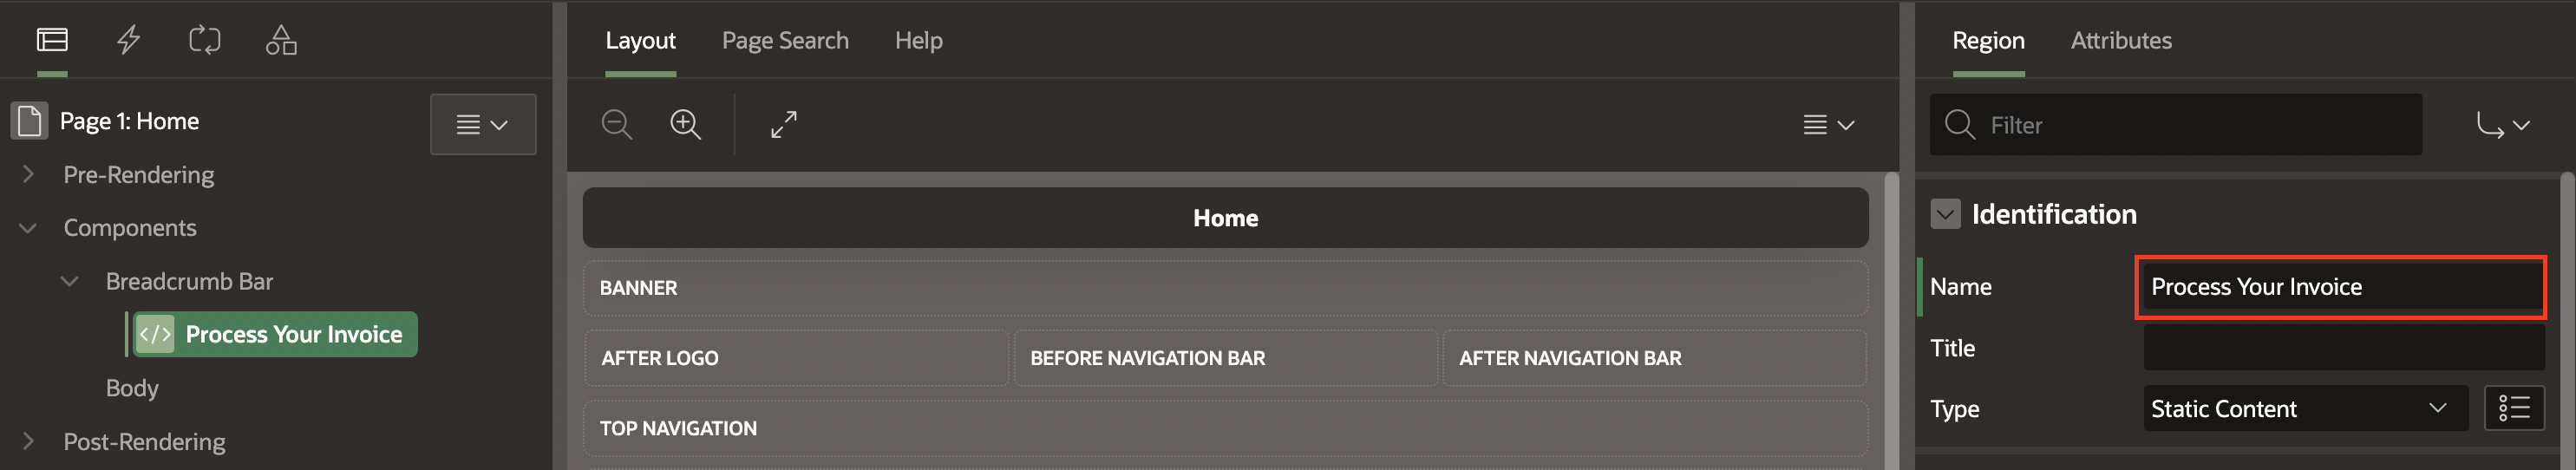 Page 1: Home
Pre-Rendering
Components
Breadcrumb Bar
</> Process Your Invoice
Body
Post-Rendering
Layout Page Search Help
Home
BANNER
AFTER LOGO BEFORE NAVIGATION BAR AFTER NAVIGATION BAR
TOP NAVIGATION
Region Attributes
Filter
Identification
Name Process Your Invoice
Title
Type Static Content